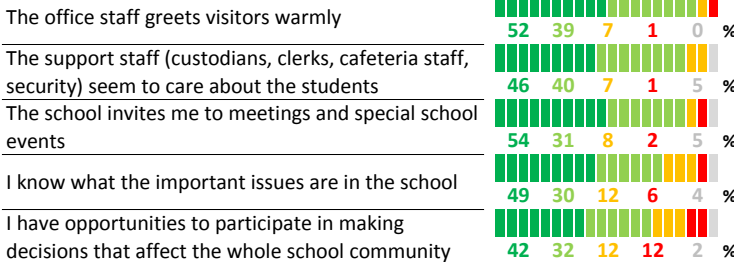 The office staff greets visitors warmly
52 39 7 1 0 %
The support staff (custodians, clerks, cafeteria staff,
security) seem to care about the students
46 40 7 1 5 %
The school invites me to meetings and special school
events
54 31 8 2 5 %
I know what the important issues are in the school
49 30 12 6 4 %
I have opportunities to participate in making
decisions that affect the whole school community
42 32 12 12 2 %